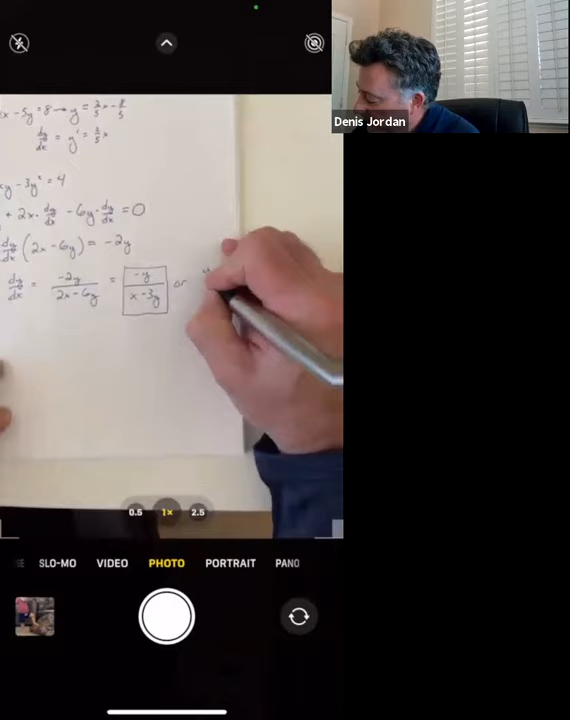 x - 5y = 8 → y = 2/5 x - 8/5
dy/dx = y' = 2/5 x
xy - 3y² = 4
+ 2x · dy/dx - 6y · dy/dx = 0
dy/dx (2x - 6y) = -2y
dy/dx = -2y / 2x - 6y = -y / x - 3y or y
Denis Jordan
0.5 1× 2.5
SLO-MO VIDEO PHOTO PORTRAIT PANO